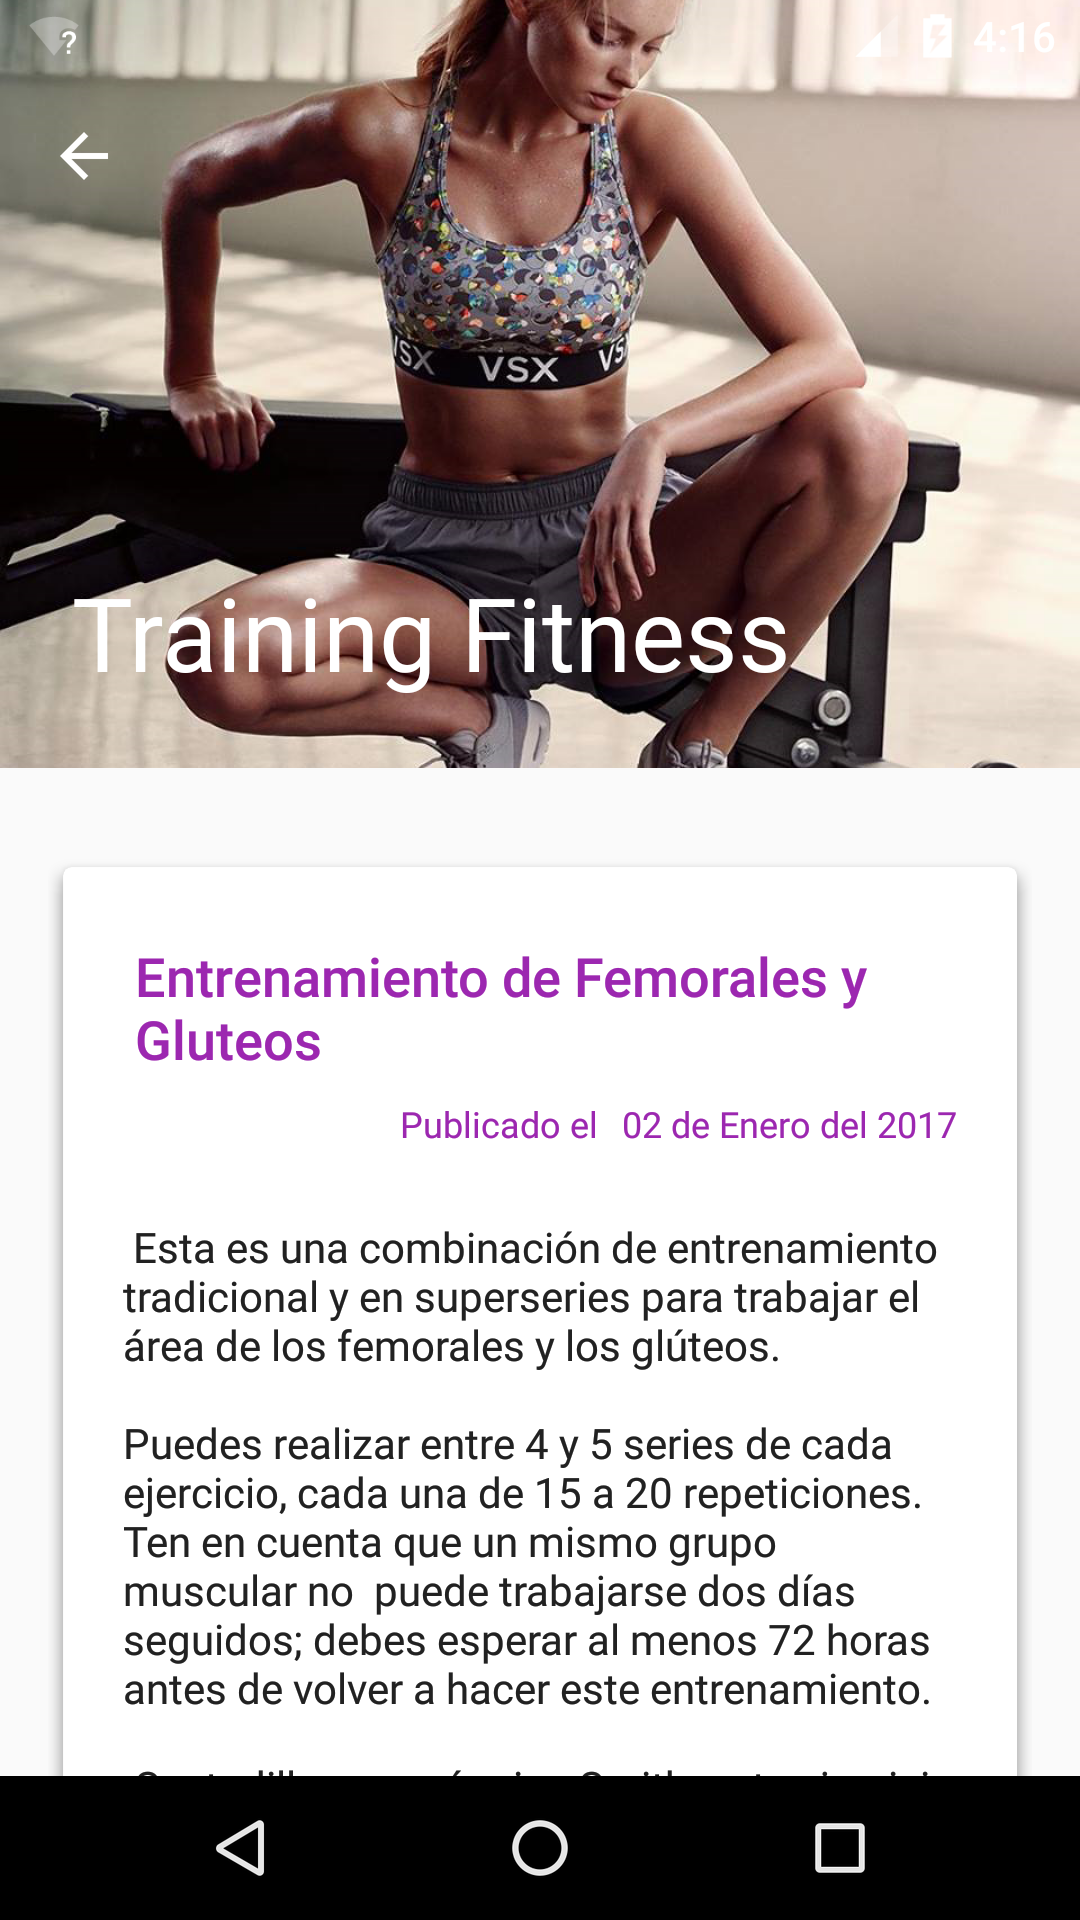 ?
4:16
VSX VSX VS
Training Fitness
Entrenamiento de Femorales y
Gluteos
Publicado el 02 de Enero del 2017
Esta es una combinación de entrenamiento
tradicional y en superseries para trabajar el
área de los femorales y los glúteos.
Puedes realizar entre 4 y 5 series de cada
ejercicio, cada una de 15 a 20 repeticiones.
Ten en cuenta que un mismo grupo
muscular no puede trabajarse dos días
seguidos; debes esperar al menos 72 horas
antes de volver a hacer este entrenamiento.